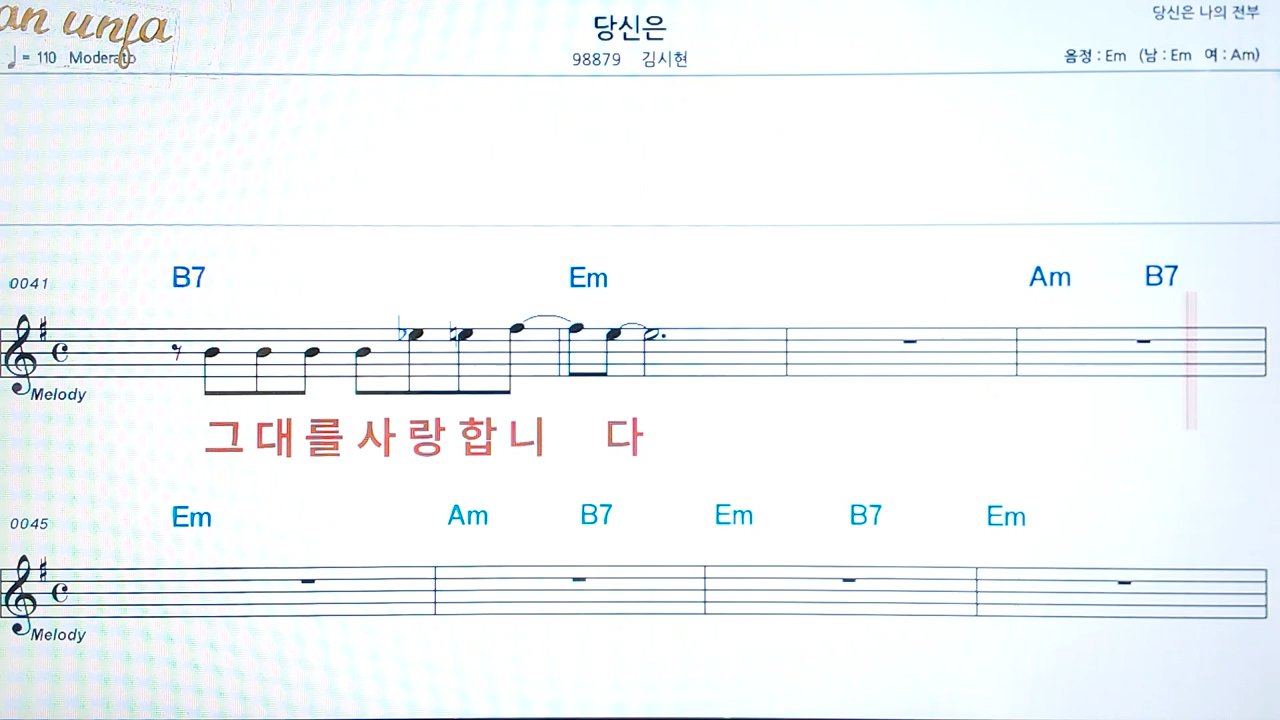 an unfa
당신은
당신은 나의 전부
♩ = 110 Moderato
98879 김시현
음정 : Em (남 : Em 여 : Am)
0041
B7 Em Am B7
Melody
그대를사랑합니 다
0045
Em Am B7 Em B7 Em
Melody